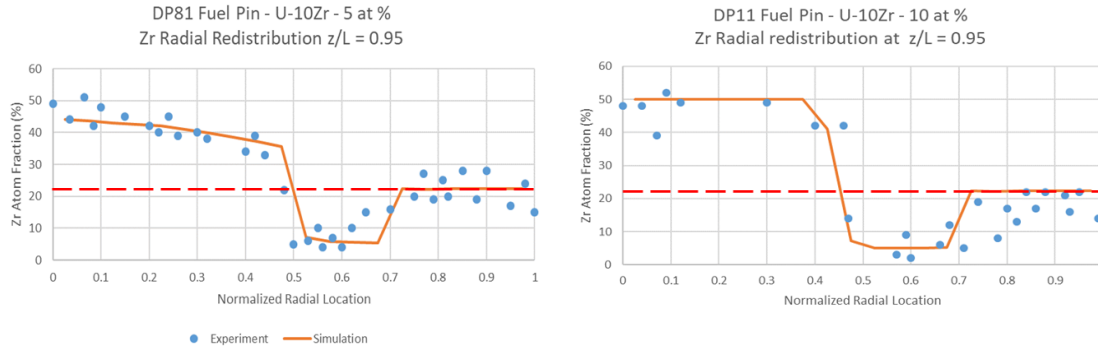 DP81 Fuel Pin - U-10Zr - 5 at %
Zr Radial Redistribution z/L = 0.95
60
50
40
30
20
10
0
Zr Atom Fraction (%)
0 0.1 0.2 0.3 0.4 0.5 0.6 0.7 0.8 0.9 1
Normalized Radial Location
Experiment Simulation
DP11 Fuel Pin - U-10Zr - 10 at %
Zr Radial redistribution at z/L = 0.95
60
50
40
30
20
10
0
Zr Atom Fraction (%)
0 0.1 0.2 0.3 0.4 0.5 0.6 0.7 0.8 0.9 1
Normalized Radial Location